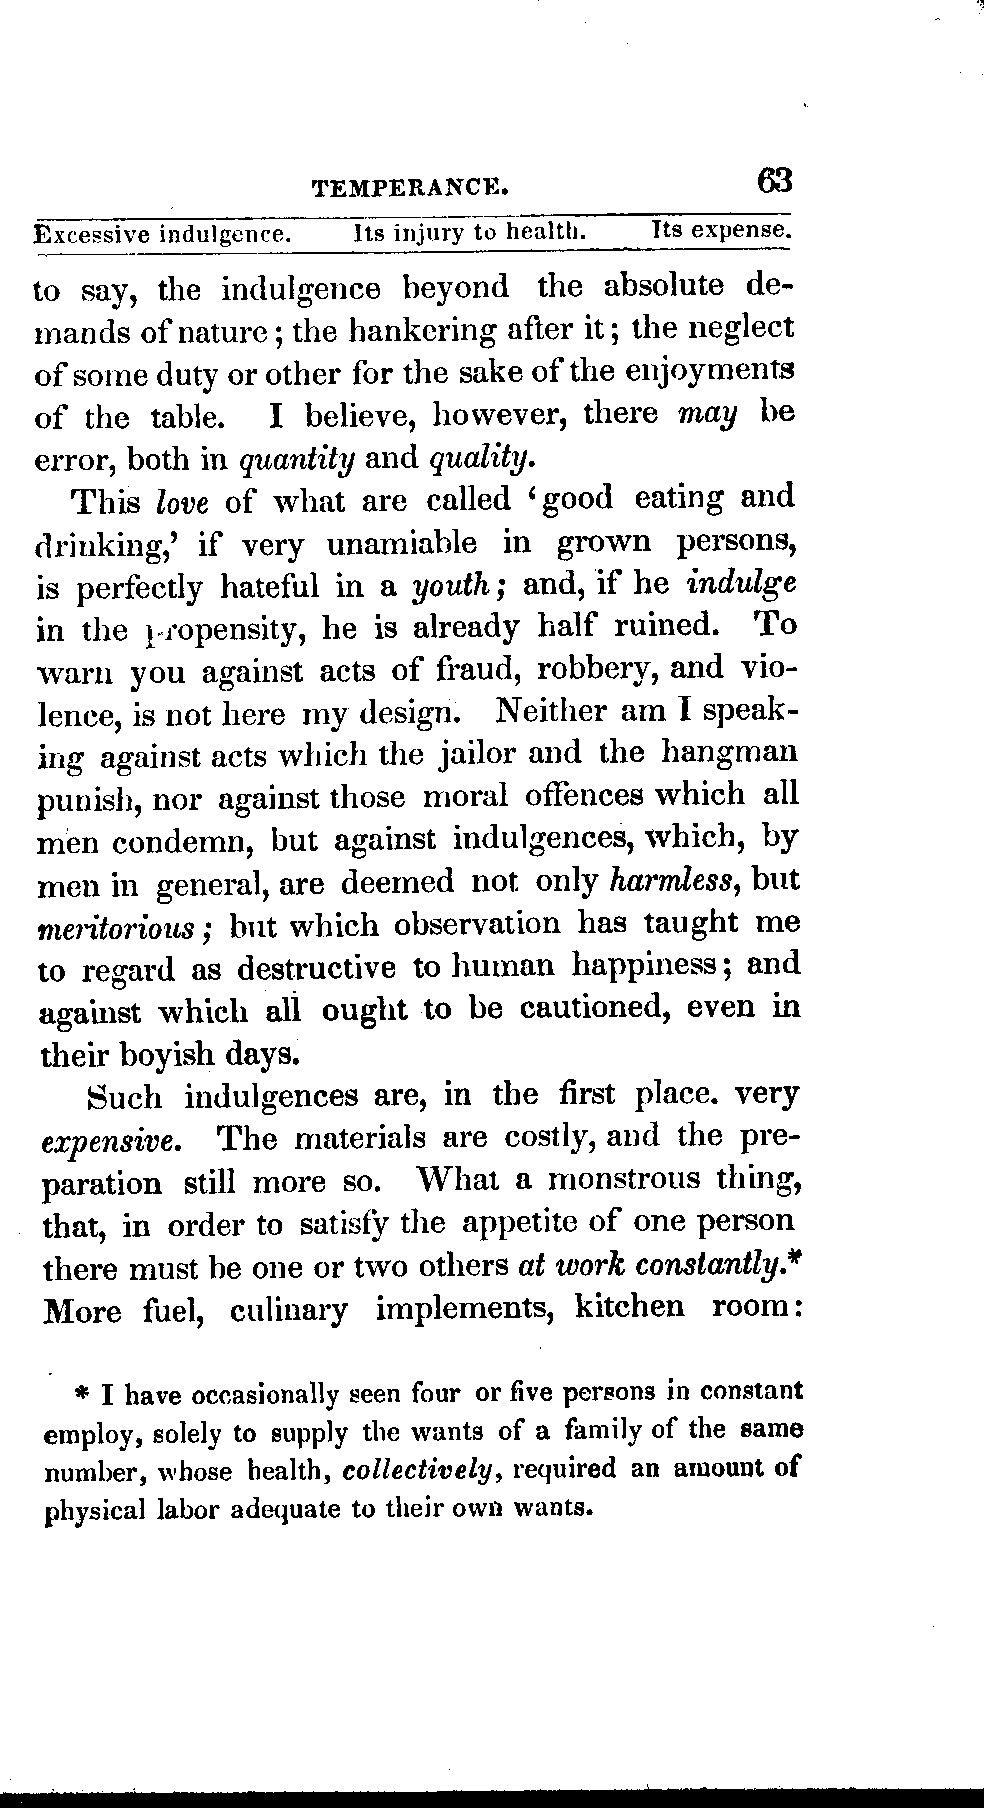 TEMPERANCE. 63
Excessive indulgence. Its injury to health. Its expense.
to say, the indulgence beyond the absolute de-
mands of nature; the hankering after it; the neglect
of some duty or other for the sake of the enjoyments
of the table. I believe, however, there may be
error, both in quantity and quality.
This love of what are called ‘good eating and
drinking,’ if very unamiable in grown persons,
is perfectly hateful in a youth; and, if he indulge
in the propensity, he is already half ruined. To
warn you against acts of fraud, robbery, and vio-
lence, is not here my design. Neither am I speak-
ing against acts which the jailor and the hangman
punish, nor against those moral offences which all
men condemn, but against indulgences, which, by
men in general, are deemed not only harmless, but
meritorious; but which observation has taught me
to regard as destructive to human happiness; and
against which all ought to be cautioned, even in
their boyish days.
Such indulgences are, in the first place. very
expensive. The materials are costly, and the pre-
paration still more so. What a monstrous thing,
that, in order to satisfy the appetite of one person
there must be one or two others at work constantly.*
More fuel, culinary implements, kitchen room:
* I have occasionally seen four or five persons in constant
employ, solely to supply the wants of a family of the same
number, whose health, collectively, required an amount of
physical labor adequate to their own wants.